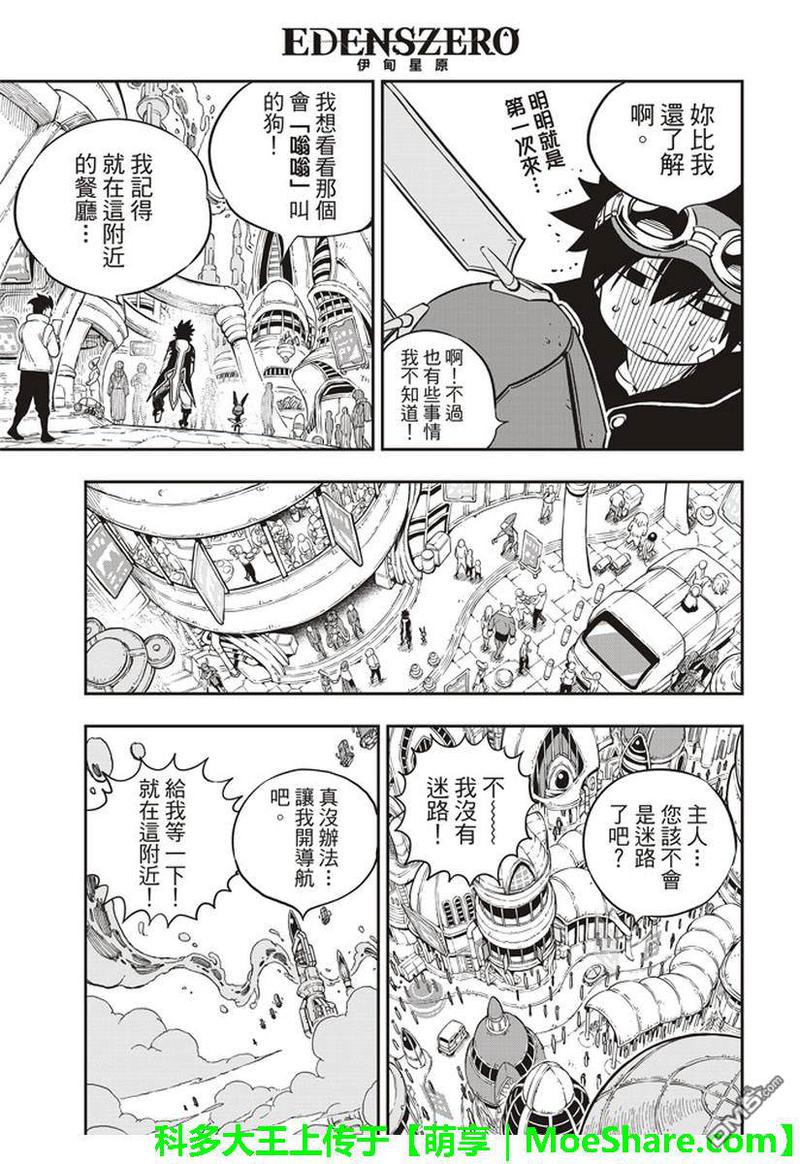 EDENSZERO
伊甸星原
妳比我
還了解
啊。
明明就是
第一次來…
啊！不過
也有些事情
我不知道！
我想看看那個
會「嗡嗡」叫
的狗！
我記得
就在這附近
的餐廳…
主人…
您該不會
是迷路
了吧？
不～～
我沒有
迷路！
真沒辦法…
讓我開導航
吧。
給我等一下！
就在這附近！
科多大王上传于【萌享】|MoeShare.com】